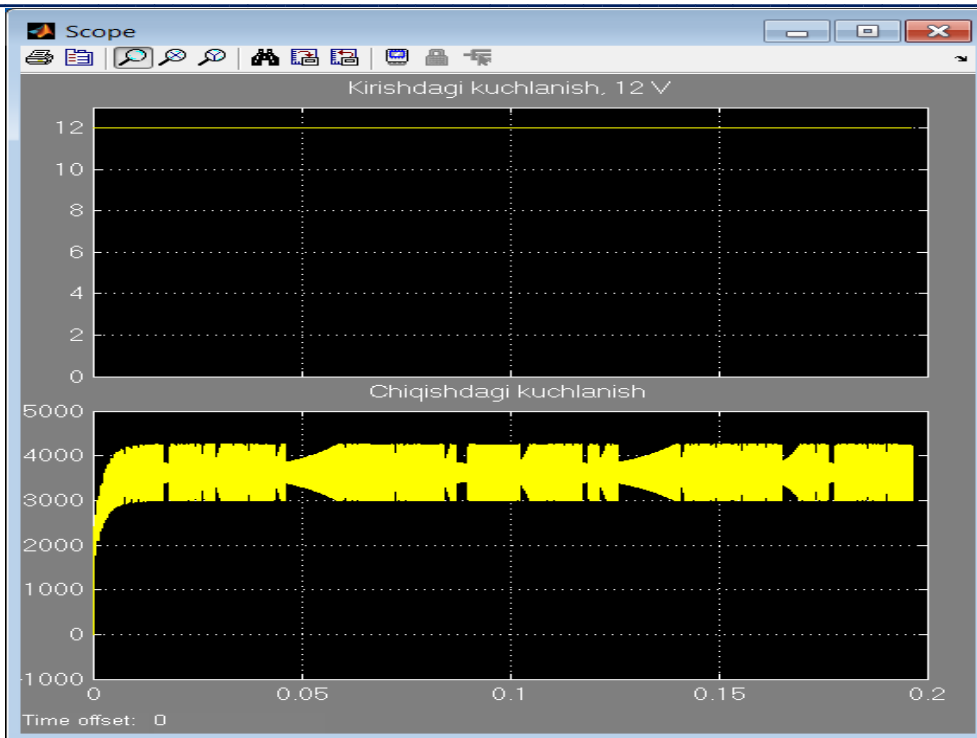 Scope
Kirishdagi kuchlanish, 12 V
12
10
8
6
4
2
0
Chiqishdagi kuchlanish
5000
4000
3000
2000
1000
0
-1000
0 0.05 0.1 0.15 0.2
Time offset: 0